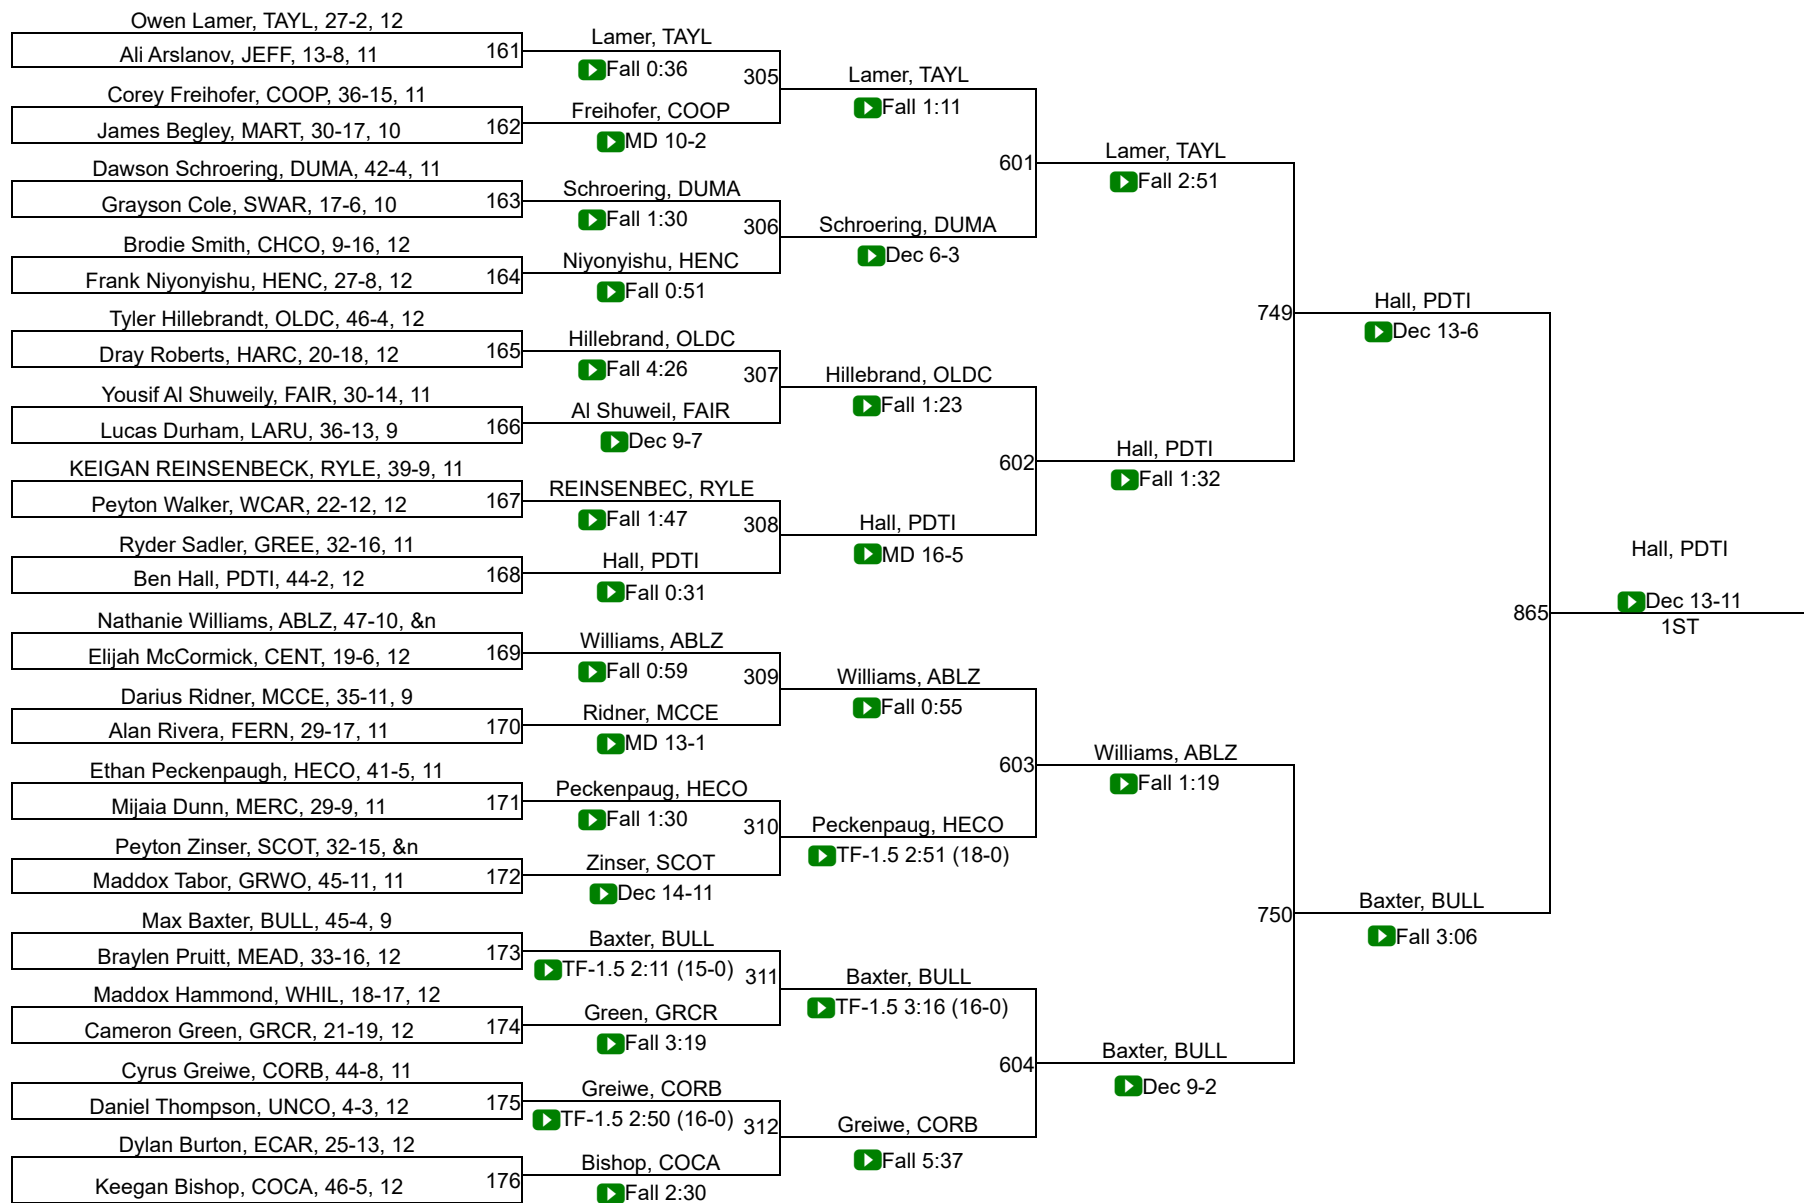 Owen Lamer, TAYL, 27-2, 12
Ali Arslanov, JEFF, 13-8, 11
161
Corey Freihofer, COOP, 36-15, 11
James Begley, MART, 30-17, 10
162
Dawson Schroering, DUMA, 42-4, 11
Grayson Cole, SWAR, 17-6, 10
163
Brodie Smith, CHCO, 9-16, 12
Frank Niyonyishu, HENC, 27-8, 12
164
Tyler Hillebrandt, OLDC, 46-4, 12
Dray Roberts, HARC, 20-18, 12
165
Yousif Al Shuweily, FAIR, 30-14, 11
Lucas Durham, LARU, 36-13, 9
166
KEIGAN REINSENBECK, RYLE, 39-9, 11
Peyton Walker, WCAR, 22-12, 12
167
Ryder Sadler, GREE, 32-16, 11
Ben Hall, PDTI, 44-2, 12
168
Nathanie Williams, ABLZ, 47-10, &n
Elijah McCormick, CENT, 19-6, 12
169
Darius Ridner, MCCE, 35-11, 9
Alan Rivera, FERN, 29-17, 11
170
Ethan Peckenpaugh, HECO, 41-5, 11
Mijaia Dunn, MERC, 29-9, 11
171
Peyton Zinser, SCOT, 32-15, &n
Maddox Tabor, GRWO, 45-11, 11
172
Max Baxter, BULL, 45-4, 9
Braylen Pruitt, MEAD, 33-16, 12
173
Maddox Hammond, WHIL, 18-17, 12
Cameron Green, GRCR, 21-19, 12
174
Cyrus Greiwe, CORB, 44-8, 11
Daniel Thompson, UNCO, 4-3, 12
175
Dylan Burton, ECAR, 25-13, 12
Keegan Bishop, COCA, 46-5, 12
176
Lamer, TAYL
Fall 0:36
305
Freihofer, COOP
MD 10-2
Schroering, DUMA
Fall 1:30
306
Niyonyishu, HENC
Fall 0:51
Hillebrand, OLDC
Fall 4:26
307
Al Shuweil, FAIR
Dec 9-7
REINSENBEC, RYLE
Fall 1:47
308
Hall, PDTI
Fall 0:31
Williams, ABLZ
Fall 0:59
309
Ridner, MCCE
MD 13-1
Peckenpaug, HECO
Fall 1:30
310
Zinser, SCOT
Dec 14-11
Baxter, BULL
TF-1.5 2:11 (15-0)
311
Green, GRCR
Fall 3:19
Greiwe, CORB
TF-1.5 2:50 (16-0)
312
Bishop, COCA
Fall 2:30
Lamer, TAYL
Fall 1:11
601
Schroering, DUMA
Dec 6-3
Hillebrand, OLDC
Fall 1:23
602
Hall, PDTI
MD 16-5
Williams, ABLZ
Fall 0:55
603
Peckenpaug, HECO
TF-1.5 2:51 (18-0)
Baxter, BULL
TF-1.5 3:16 (16-0)
604
Greiwe, CORB
Fall 5:37
Lamer, TAYL
Fall 2:51
749
Hall, PDTI
Fall 1:32
Williams, ABLZ
Fall 1:19
750
Baxter, BULL
Dec 9-2
Hall, PDTI
Dec 13-6
865
Baxter, BULL
Fall 3:06
Hall, PDTI
Dec 13-11
1ST